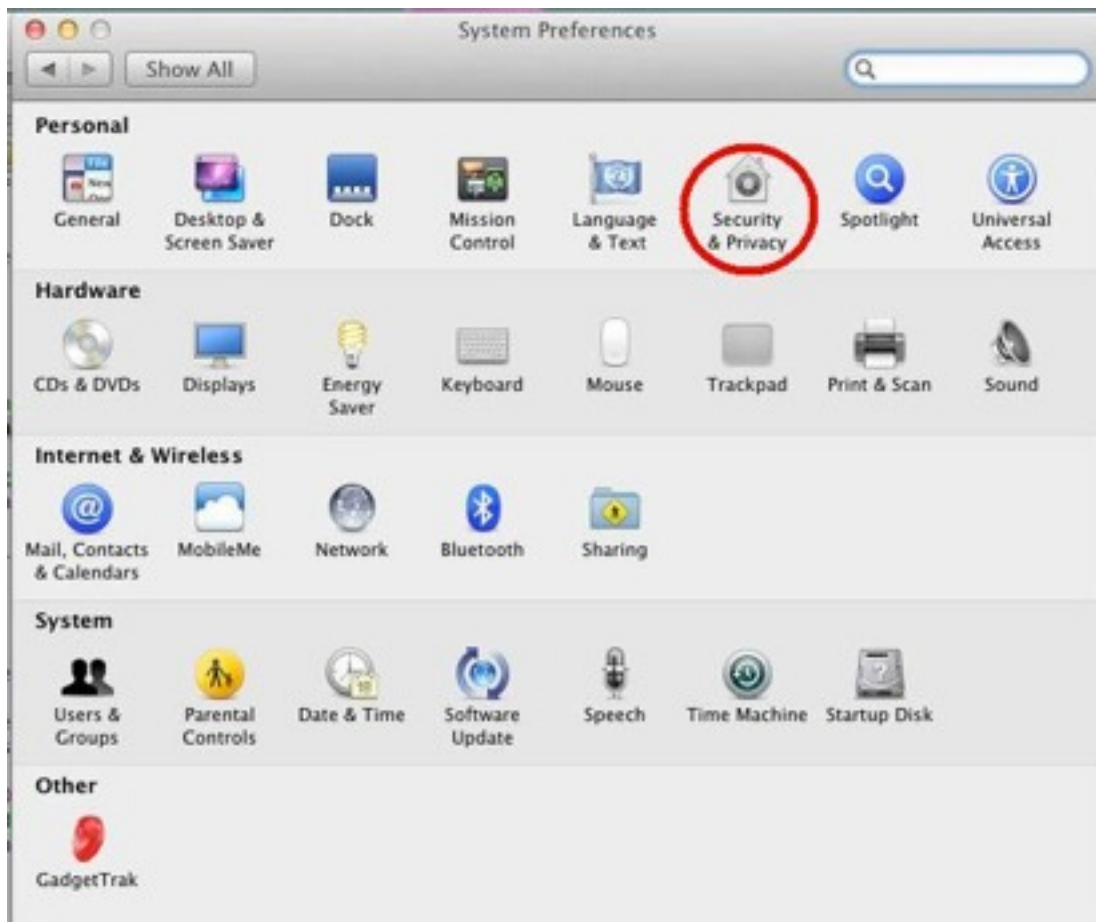 System Preferences
Show All
Personal
General
Desktop &
Screen Saver
Dock
Mission
Control
Language
& Text
Security
& Privacy
Spotlight
Universal
Access
Hardware
CDs & DVDs
Displays
Energy
Saver
Keyboard
Mouse
Trackpad
Print & Scan
Sound
Internet & Wireless
Mail, Contacts
& Calendars
MobileMe
Network
Bluetooth
Sharing
System
Users &
Groups
Parental
Controls
Date & Time
Software
Update
Speech
Time Machine
Startup Disk
Other
GadgetTrak